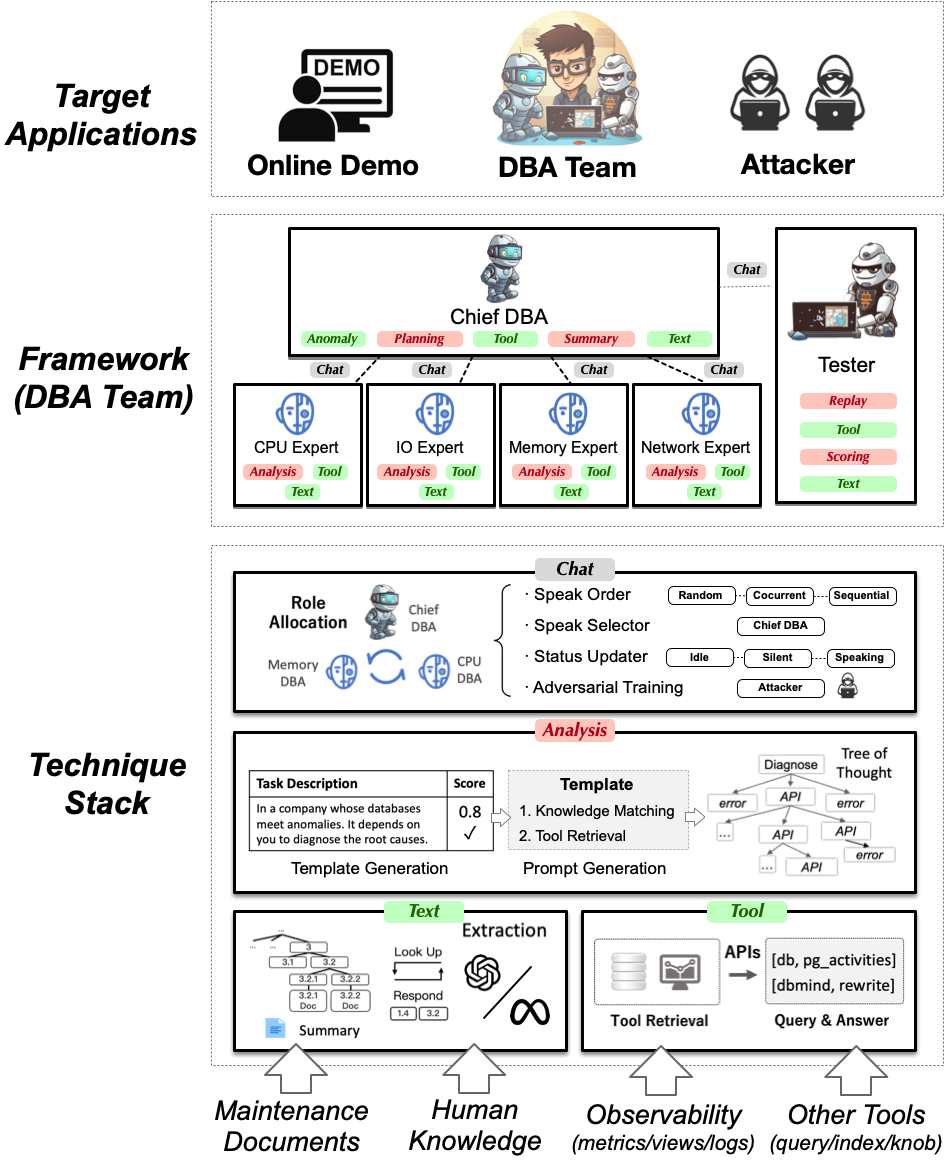 Target
Applications
DEMO
Online Demo
DBA Team
Attacker
Framework
(DBA Team)
Chief DBA
Anomaly
Planning
Tool
Summary
Text
Chat
Chat
Chat
Chat
Chat
CPU Expert
Analysis
Tool
Text
IO Expert
Analysis
Tool
Text
Memory Expert
Analysis
Tool
Text
Network Expert
Analysis
Tool
Text
Tester
Replay
Tool
Scoring
Text
Technique
Stack
Chat
Role
Allocation
Chief
DBA
Memory
DBA
CPU
DBA
· Speak Order
Random
Cocurrent
Sequential
· Speak Selector
Chief DBA
· Status Updater
Idle
Silent
Speaking
· Adversarial Training
Attacker
Analysis
Task Description
Score
In a company whose databases
meet anomalies. It depends on
you to diagnose the root causes.
0.8
✓
Template Generation
Template
1. Knowledge Matching
2. Tool Retrieval
Prompt Generation
Tree of
Thought
Diagnose
error
API
error
...
API
API
...
API
error
Text
...
... ...
3
3.1
3.2
3.2.1
3.2.2
3.2.1
Doc
3.2.2
Doc
Summary
Look Up
Respond
1.4
3.2
Extraction
Tool
Tool Retrieval
APIs
[db, pg_activities]
[dbmind, rewrite]
Query & Answer
Maintenance
Documents
Human
Knowledge
Observability
(metrics/views/logs)
Other Tools
(query/index/knob)